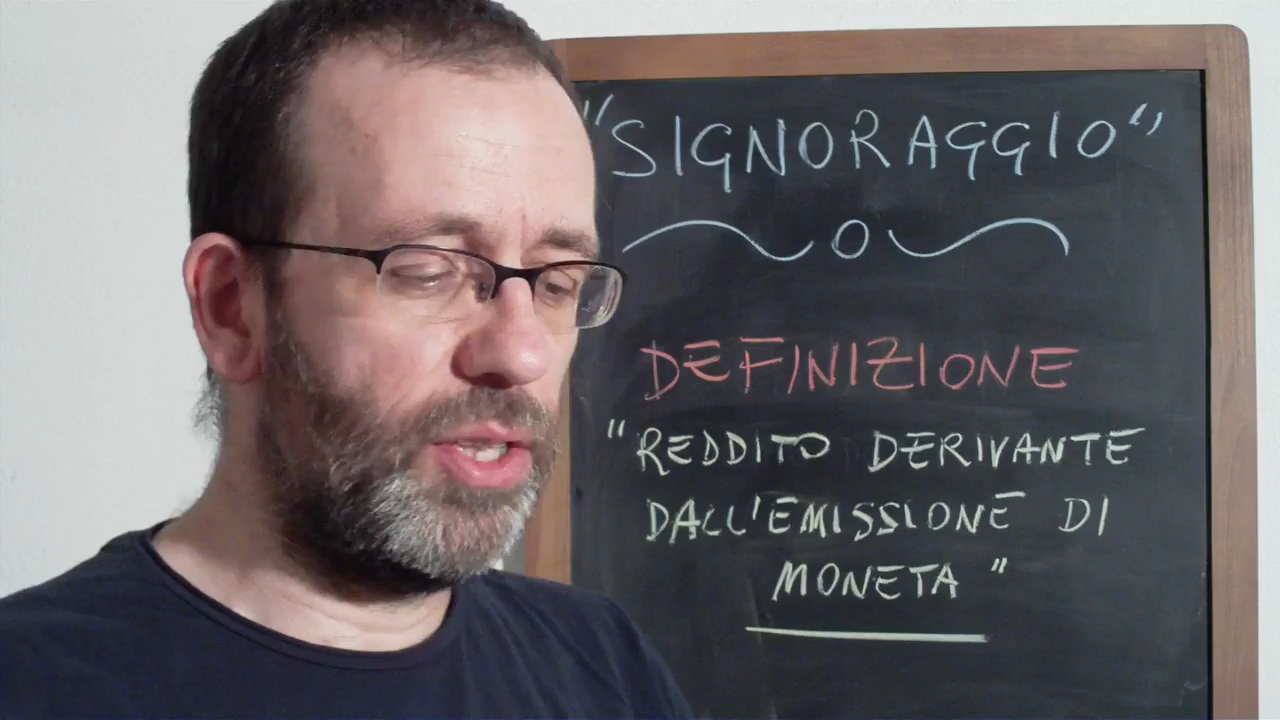 "SIGNORAGGIO"
DEFINIZIONE
"REDDITO DERIVANTE
DALL'EMISSIONE DI
MONETA"